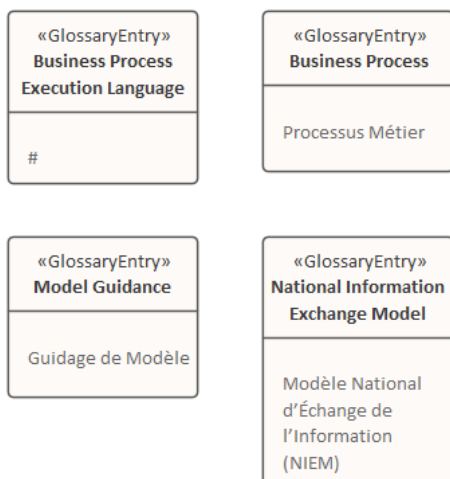 «GlossaryEntry»
Business Process
Execution Language
#
«GlossaryEntry»
Business Process
Processus Métier
«GlossaryEntry»
Model Guidance
Guidage de Modèle
«GlossaryEntry»
National Information
Exchange Model
Modèle National
d’Échange de
l’Information
(NIEM)